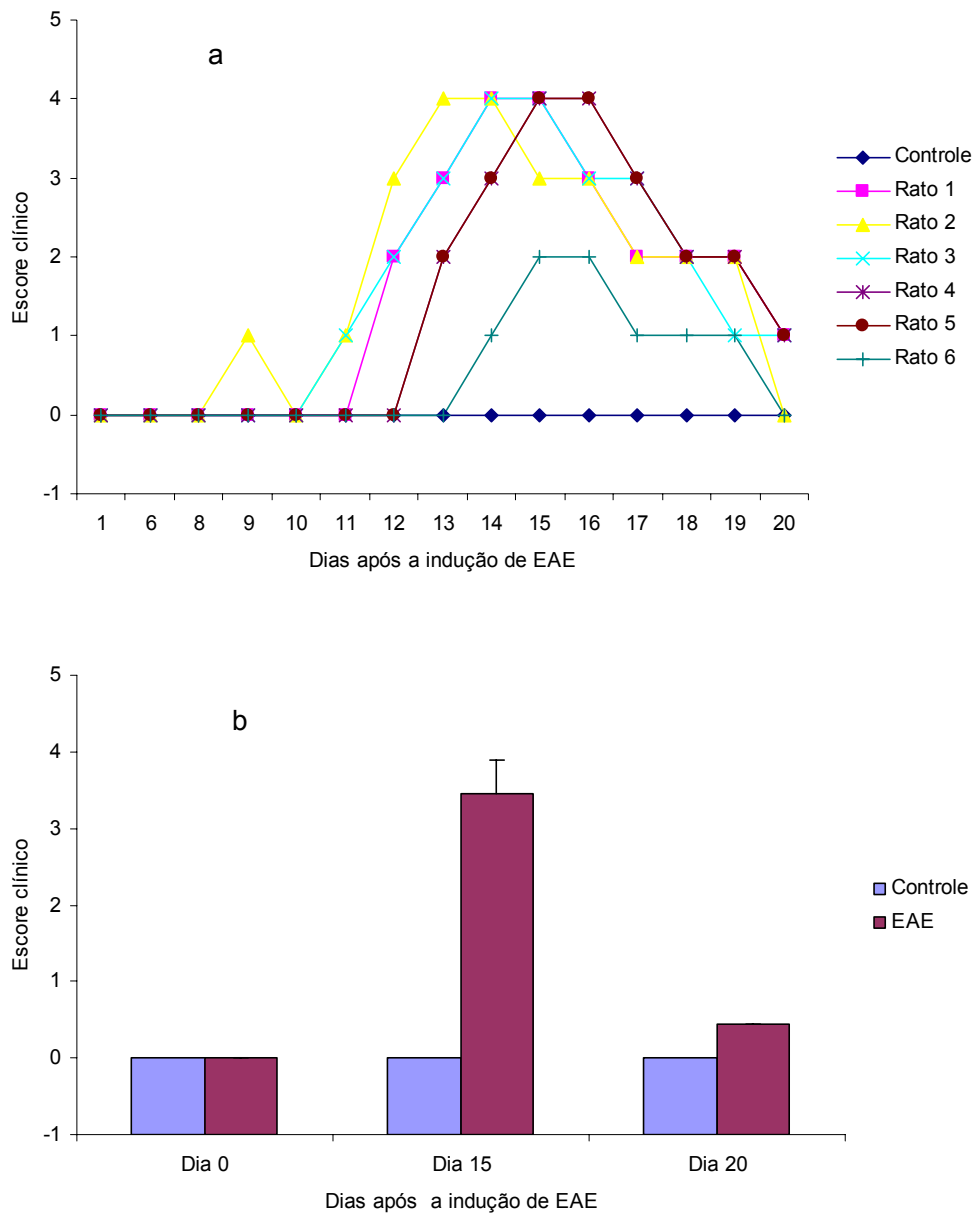 a
Escore clínico
5
4
3
2
1
0
-1
1 6 8 9 10 11 12 13 14 15 16 17 18 19 20
Dias após a indução de EAE
Controle
Rato 1
Rato 2
Rato 3
Rato 4
Rato 5
Rato 6
b
Escore clínico
5
4
3
2
1
0
-1
Dia 0 Dia 15 Dia 20
Dias após a indução de EAE
Controle
EAE